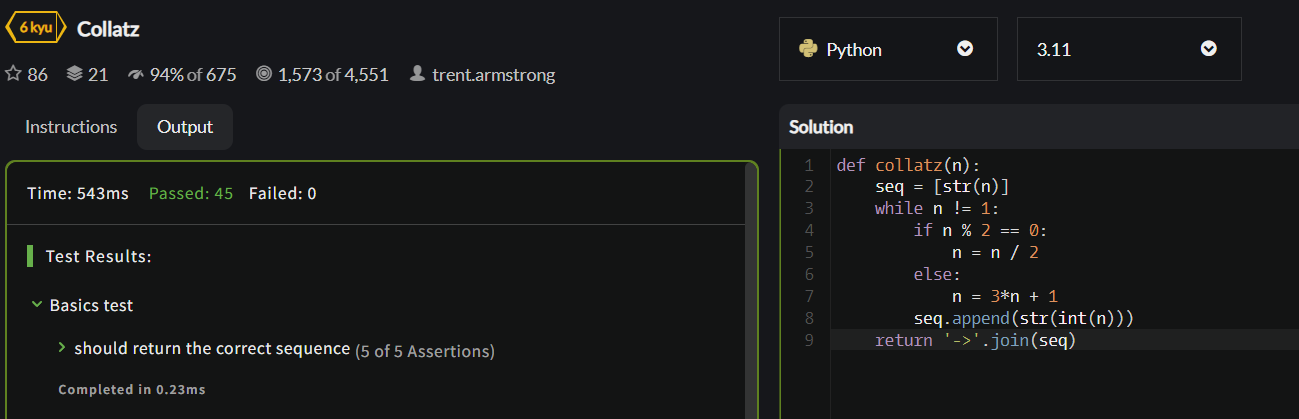 6 kyu Collatz
86 21 94% of 675 1,573 of 4,551 trent.armstrong
Instructions Output
Time: 543ms Passed: 45 Failed: 0
Test Results:
Basics test
should return the correct sequence (5 of 5 Assertions)
Completed in 0.23ms
Python 3.11
Solution
1 def collatz(n):
2     seq = [str(n)]
3     while n != 1:
4         if n % 2 == 0:
5             n = n / 2
6         else:
7             n = 3*n + 1
8         seq.append(str(int(n)))
9     return '->'.join(seq)